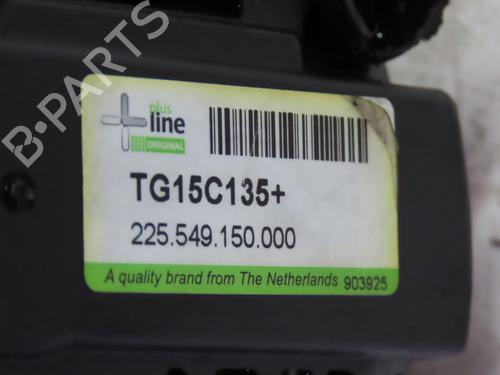 plus
line
ORIGINAL
TG15C135+
225.549.150.000
A quality brand from The Netherlands 903925
B-PARTS